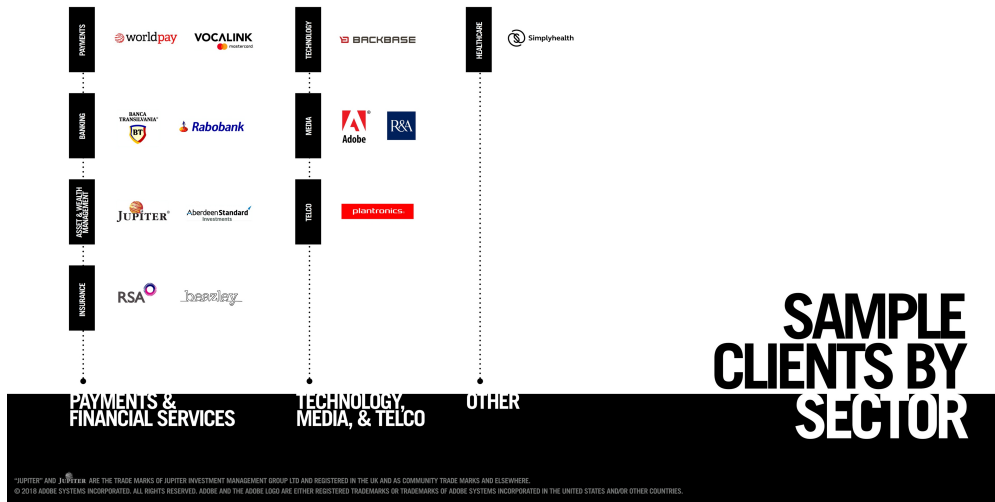 PAYMENTS
worldpay
VOCALINK
mastercard
BANKING
BANCA
TRANSILVANIA®
BT
Rabobank
ASSET & WEALTH
MANAGEMENT
JUPITER®
AberdeenStandard
Investments
INSURANCE
RSA
beazley
PAYMENTS &
FINANCIAL SERVICES
TECHNOLOGY
BACKBASE
MEDIA
Adobe
®
R&A
TELCO
plantronics.
TECHNOLOGY,
MEDIA, & TELCO
HEALTHCARE
Simplyhealth
OTHER
SAMPLE
CLIENTS BY
SECTOR
"JUPITER" AND JUPITER ARE THE TRADE MARKS OF JUPITER INVESTMENT MANAGEMENT GROUP LTD AND REGISTERED IN THE UK AND AS COMMUNITY TRADE MARKS AND ELSEWHERE.
© 2018 ADOBE SYSTEMS INCORPORATED. ALL RIGHTS RESERVED. ADOBE AND THE ADOBE LOGO ARE EITHER REGISTERED TRADEMARKS OR TRADEMARKS OF ADOBE SYSTEMS INCORPORATED IN THE UNITED STATES AND/OR OTHER COUNTRIES.